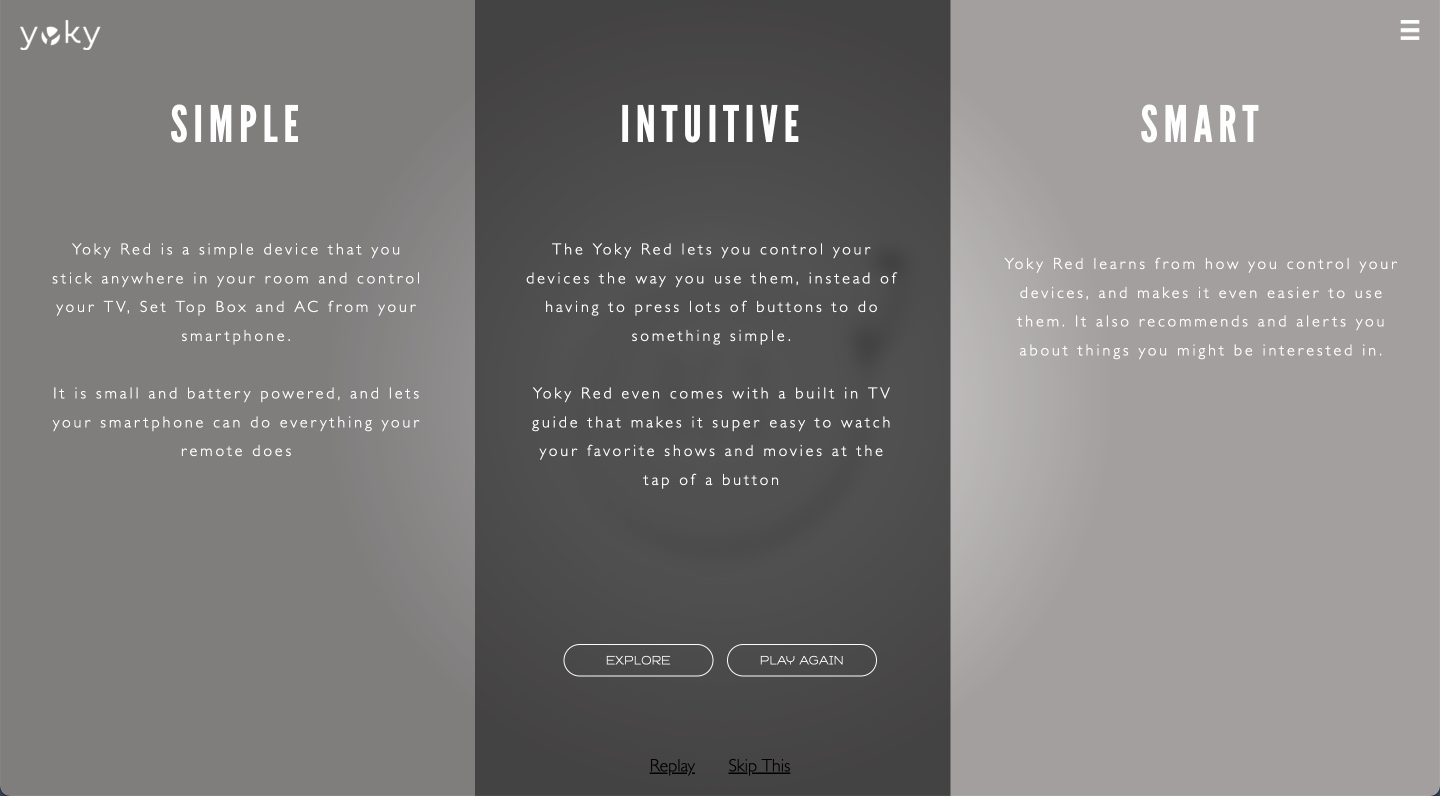 yoky
SIMPLE
Yoky Red is a simple device that you
stick anywhere in your room and control
your TV, Set Top Box and AC from your
smartphone.
It is small and battery powered, and lets
your smartphone can do everything your
remote does
INTUITIVE
The Yoky Red lets you control your
devices the way you use them, instead of
having to press lots of buttons to do
something simple.
Yoky Red even comes with a built in TV
guide that makes it super easy to watch
your favorite shows and movies at the
tap of a button
SMART
Yoky Red learns from how you control your
devices, and makes it even easier to use
them. It also recommends and alerts you
about things you might be interested in.
EXPLORE
PLAY AGAIN
Replay
Skip This